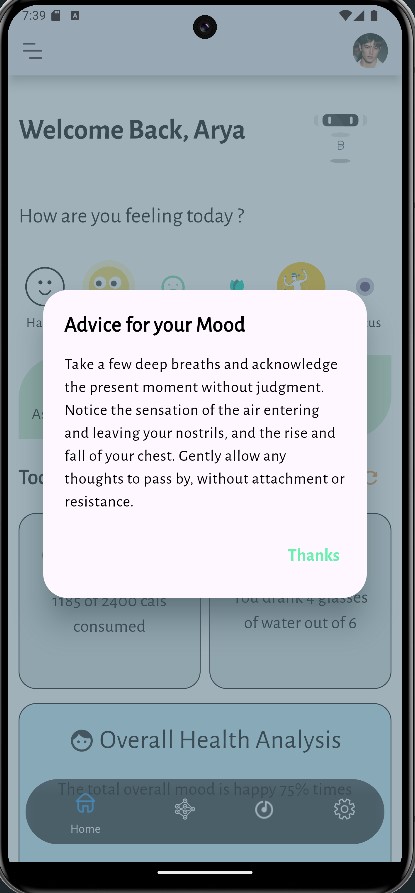 7:39
Welcome Back, Arya
B
How are you feeling today ?
Ha
cus
Advice for your Mood
Take a few deep breaths and acknowledge
the present moment without judgment.
Notice the sensation of the air entering
and leaving your nostrils, and the rise and
fall of your chest. Gently allow any
thoughts to pass by, without attachment or
resistance.
Thanks
As
Too
1185 of 2400 cals
consumed
You drank 4 glasses
of water out of 6
Overall Health Analysis
The total overall mood is happy 75% times
Home